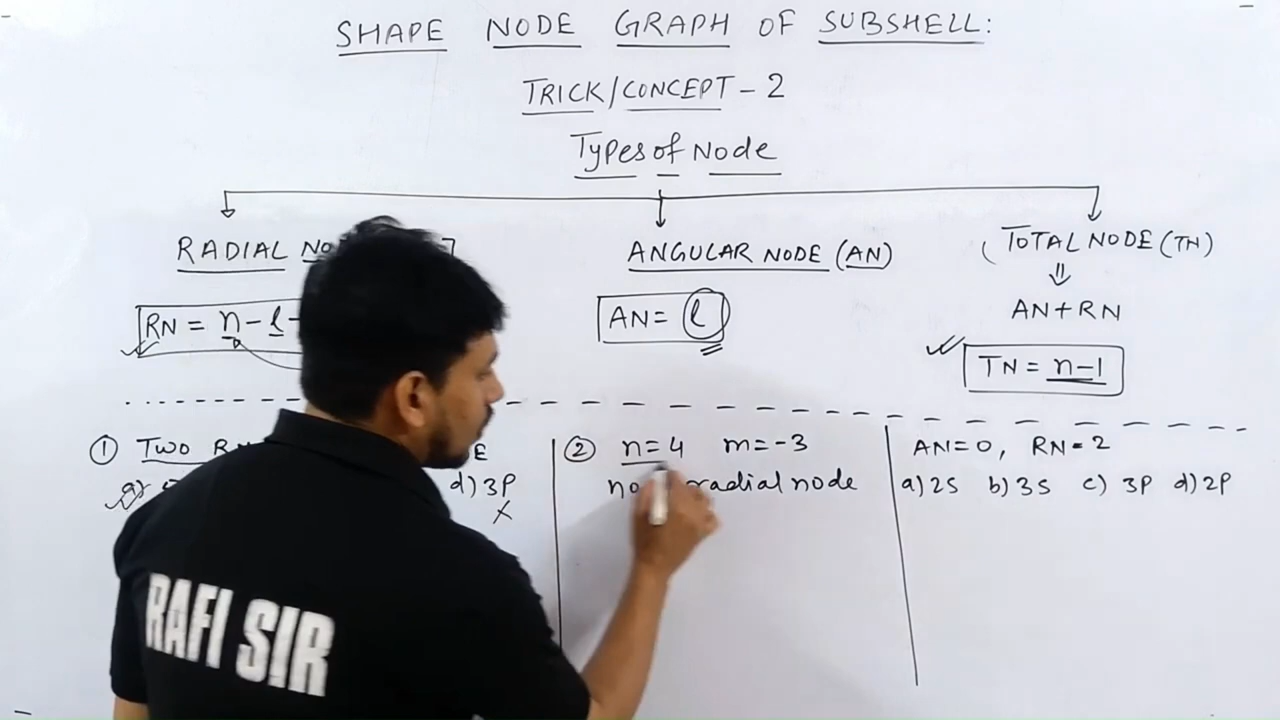 SHAPE NODE GRAPH OF SUBSHELL:
TRICK/CONCEPT-2
Types of Node
RADIAL
ANGULAR NODE (AN)
TOTAL NODE (TN)
RN = n-l-
AN = l
AN+RN
TN = n-1
① TWO
d) 3P
② n=4 m=-3
radial node
AN=0, RN=2
a) 2S b) 3S c) 3P d) 2P
RAFI SIR